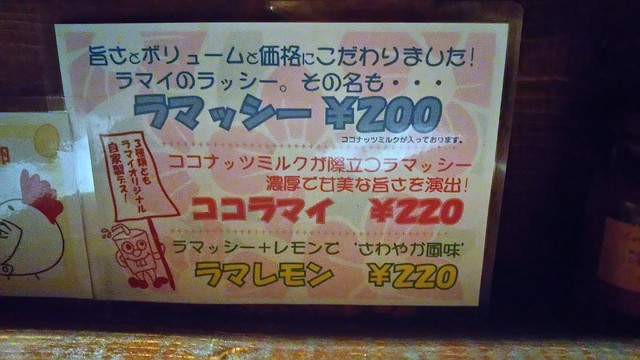 旨さとボリュームと価格にこだわりました！
ラマイのラッシー。その名も・・・
ラマッシー ¥200
ココナッツミルクが入っております。
ココナッツミルクが際立つラマッシー
濃厚で甘美な旨さを演出！
ココラマイ ¥220
ラマッシー+レモンで "さわやか風味"
ラマレモン ¥220
3種類とも
ラマイオリジナル
自家製デス！